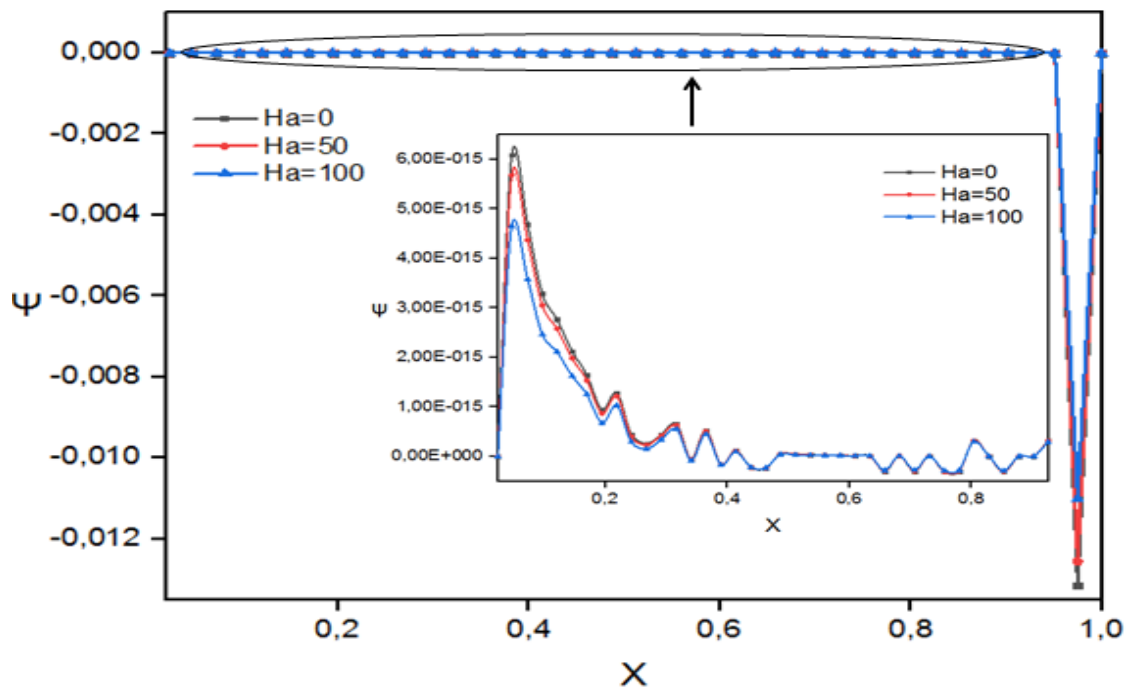 0,000
-0,002
-0,004
-0,006
-0,008
-0,010
-0,012
Ψ
Ha=0
Ha=50
Ha=100
6,00E-015
5,00E-015
4,00E-015
3,00E-015
2,00E-015
1,00E-015
0,00E+000
Ψ
Ha=0
Ha=50
Ha=100
0,2
0,4
0,6
0,8
X
0,2
0,4
0,6
0,8
1,0
X